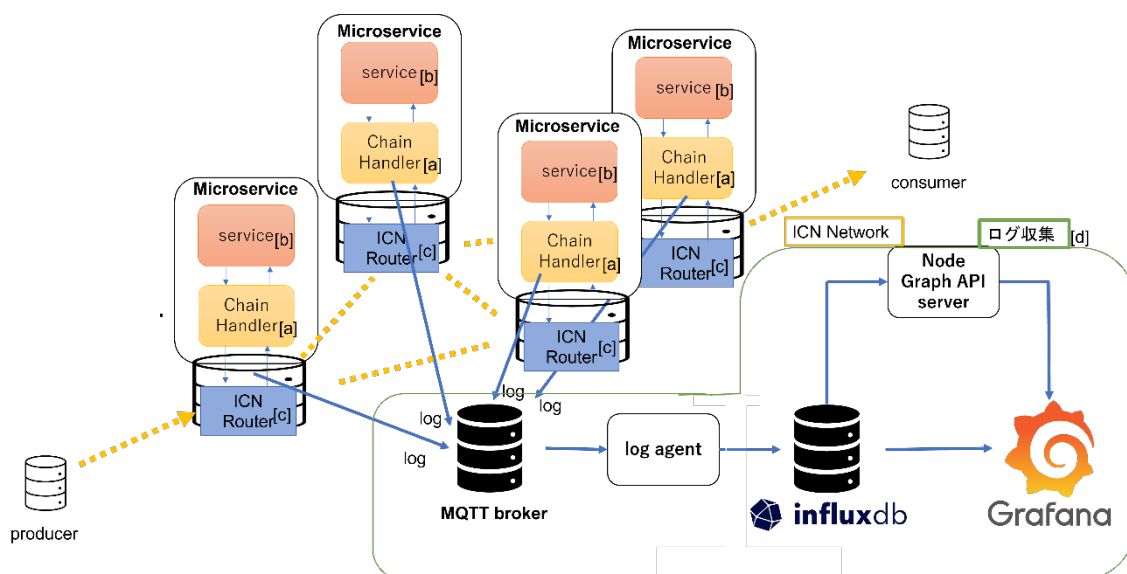 Microservice
service[b]
Chain
Handler[a]
ICN
Router[c]
Microservice
service[b]
Chain
Handler[a]
ICN
Router[c]
Microservice
service[b]
Chain
Handler[a]
ICN
Router[c]
Microservice
service[b]
Chain
Handler[a]
ICN
Router[c]
consumer
ICN Network
ログ収集[d]
Node
Graph API
server
log
log
log
log
MQTT broker
log agent
influxdb
Grafana
producer